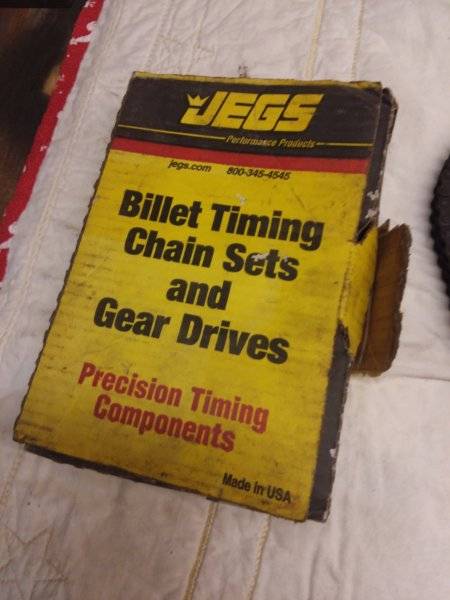 JEGS
Performance Products
jegs.com 800-345-4545
Billet Timing
Chain Sets
and
Gear Drives
Precision Timing
Components
Made in USA